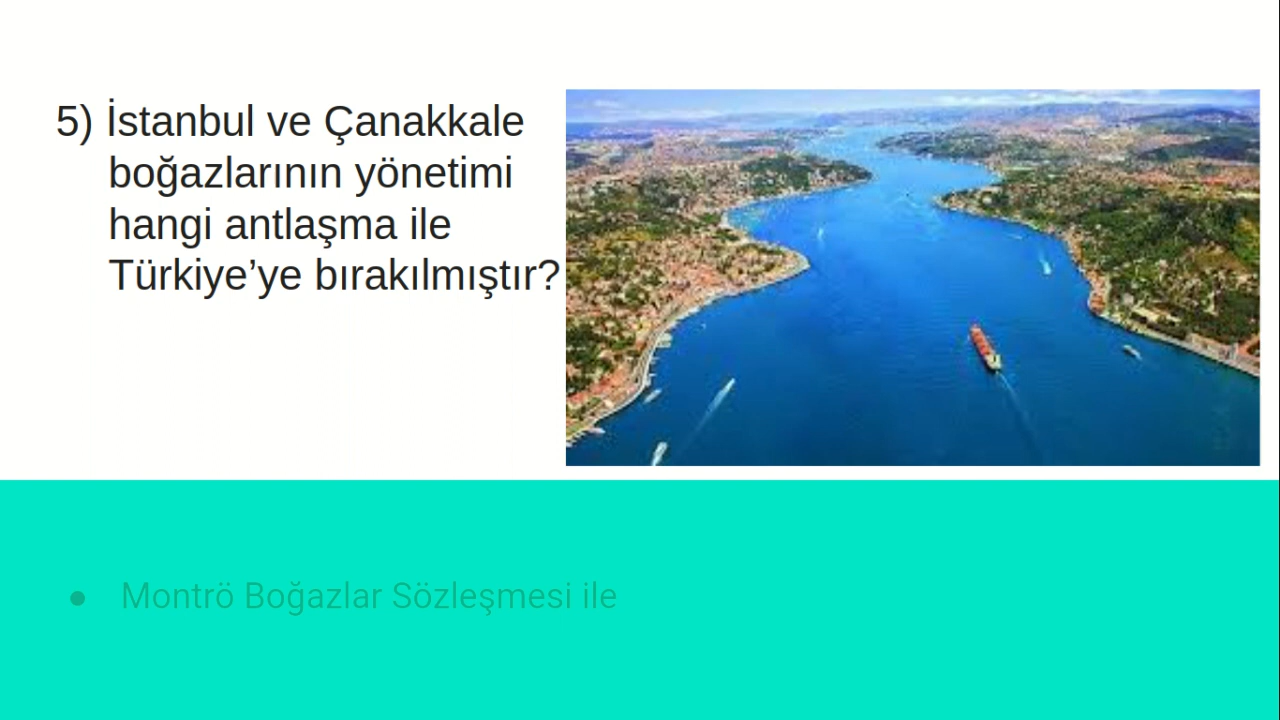 5) İstanbul ve Çanakkale
boğazlarının yönetimi
hangi antlaşma ile
Türkiye’ye bırakılmıştır?
● Montrö Boğazlar Sözleşmesi ile